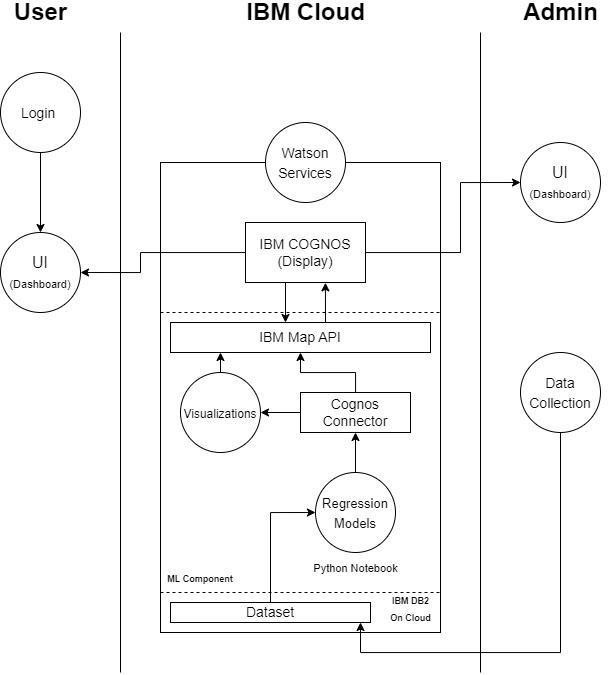 User
IBM Cloud
Admin
Login
Watson
Services
UI
(Dashboard)
UI
(Dashboard)
IBM COGNOS
(Display)
IBM Map API
Visualizations
Cognos
Connector
Data
Collection
Regression
Models
Python Notebook
ML Component
IBM DB2
On Cloud
Dataset